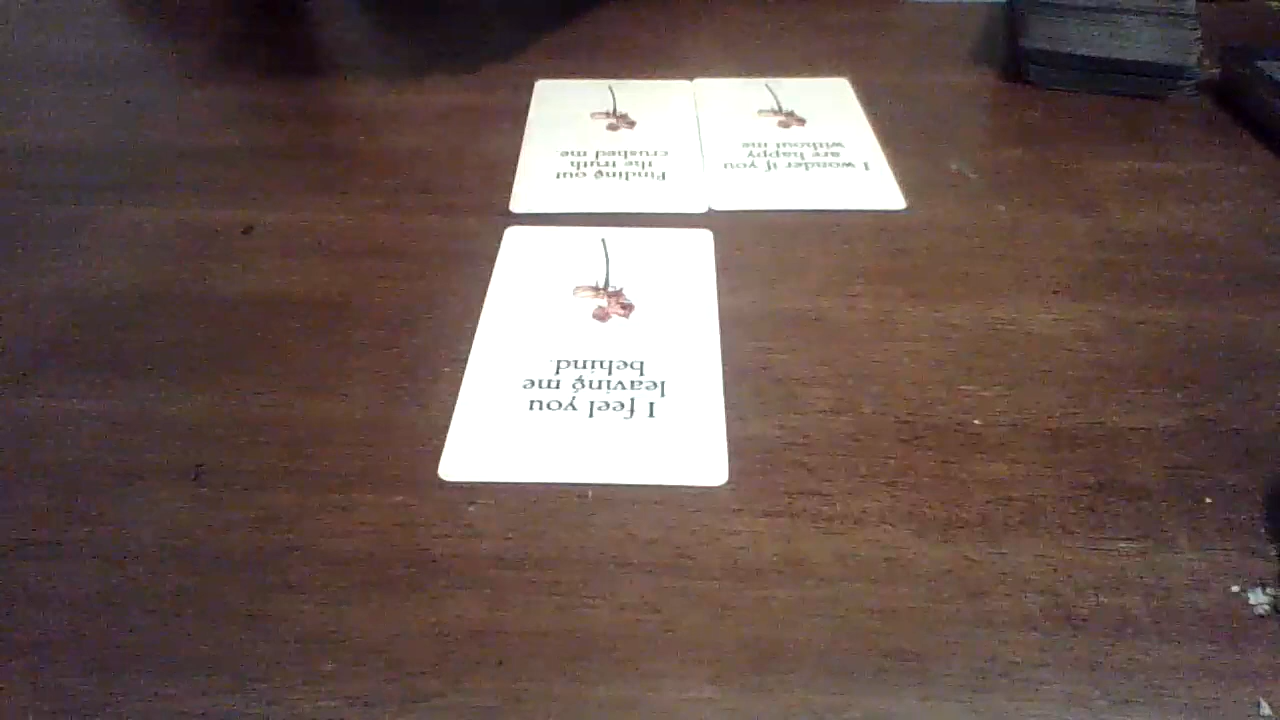 Finding out
the truth
crushed me.
I wonder if you
are happy
without me
I feel you
leaving me
behind.